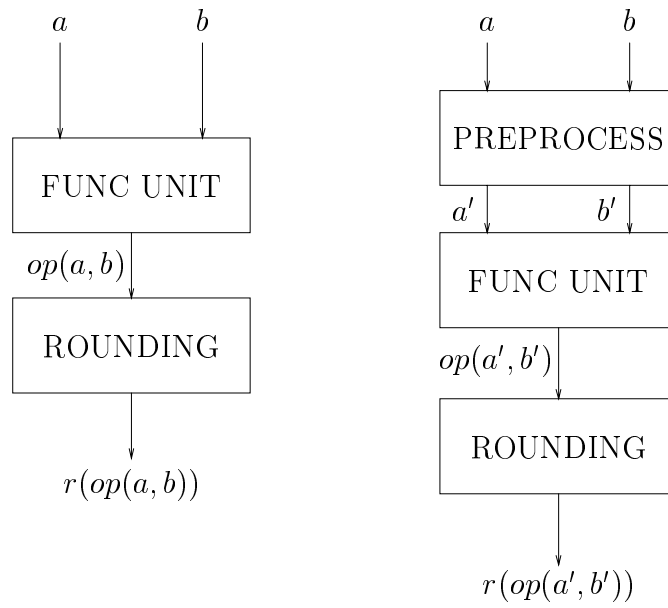 a b
FUNC UNIT
op(a, b)
ROUNDING
r(op(a, b))
a b
PREPROCESS
a′ b′
FUNC UNIT
op(a′, b′)
ROUNDING
r(op(a′, b′))